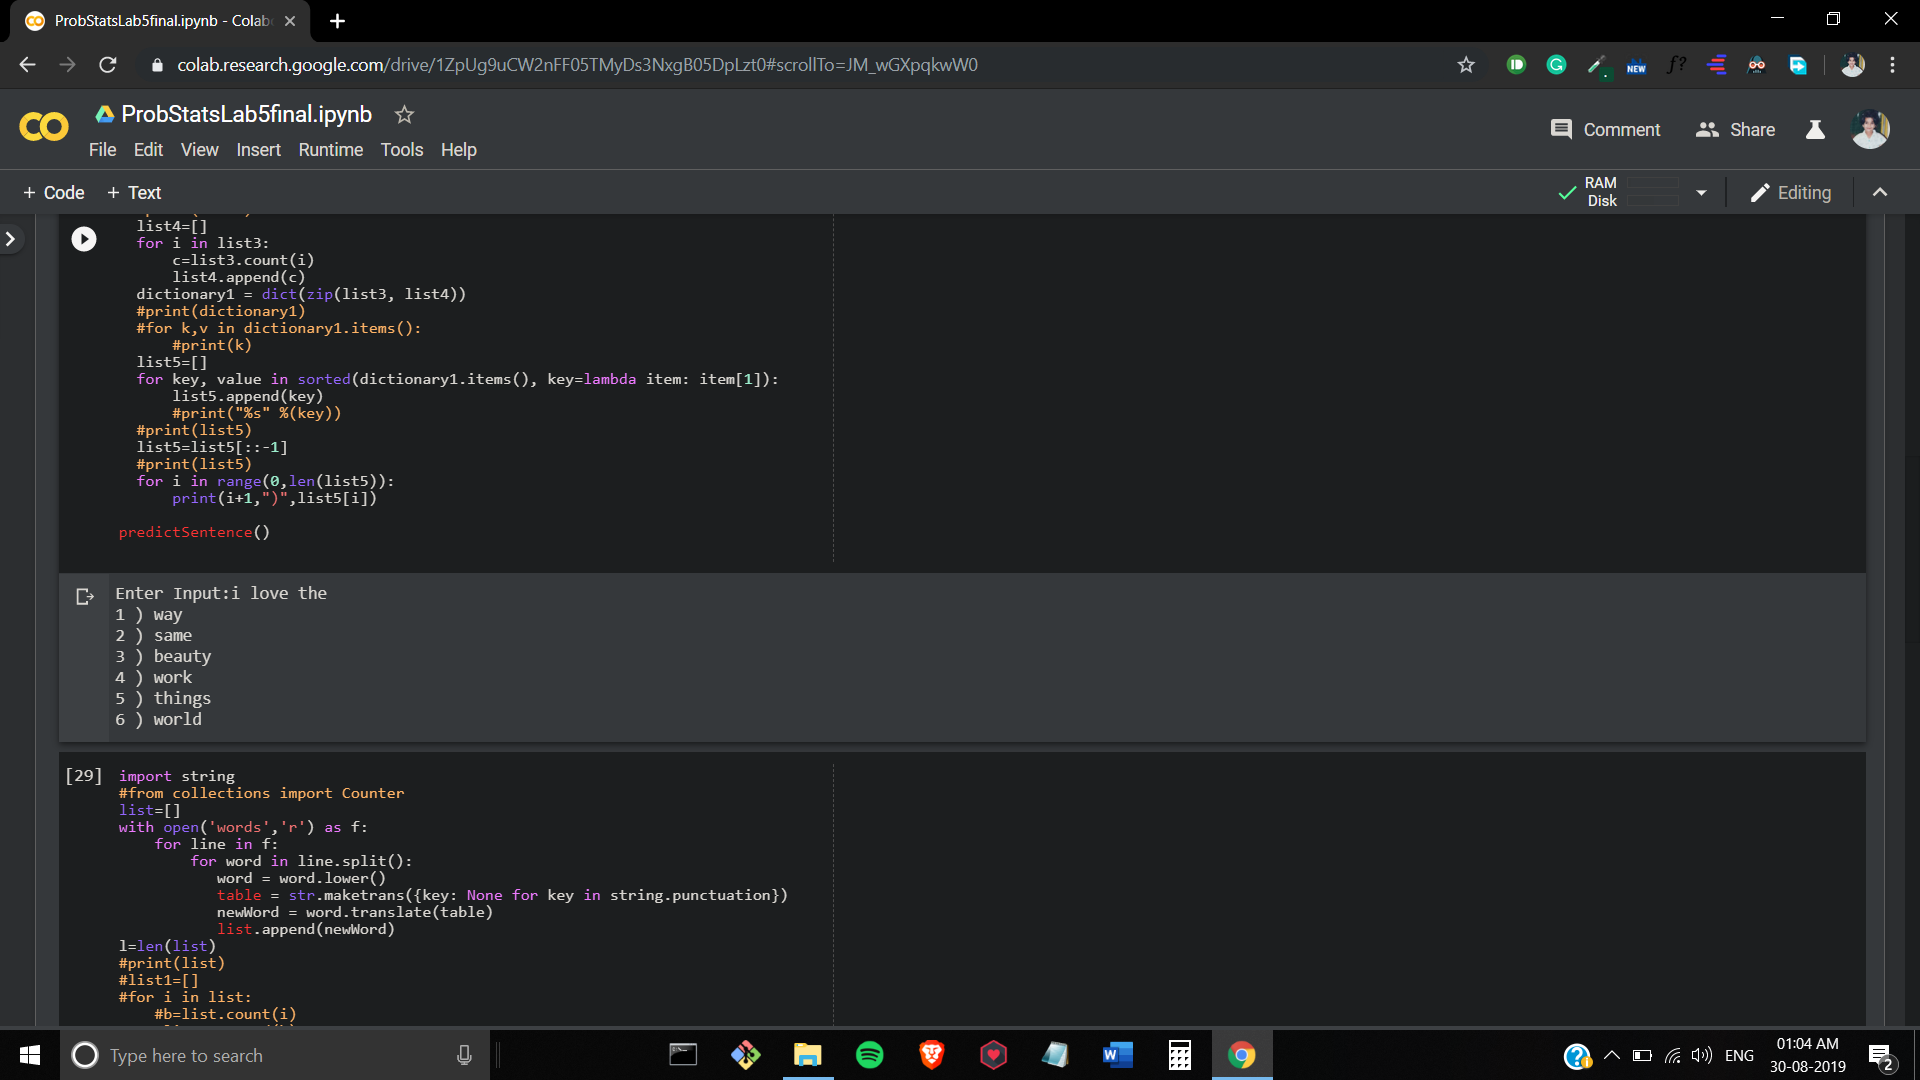 ProbStatsLab5final.ipynb - Colab
colab.research.google.com/drive/1ZpUg9uCW2nFF05TMyDs3NxgB05DpLzt0#scrollTo=JM_wGXpqkwW0
NEW
f?
ProbStatsLab5final.ipynb
File Edit View Insert Runtime Tools Help
Comment Share
+ Code + Text
RAM
Disk
Editing
list4=[]
for i in list3:
    c=list3.count(i)
    list4.append(c)
dictionary1 = dict(zip(list3, list4))
#print(dictionary1)
#for k,v in dictionary1.items():
    #print(k)
list5=[]
for key, value in sorted(dictionary1.items(), key=lambda item: item[1]):
    list5.append(key)
    #print("%s" %(key))
#print(list5)
list5=list5[::-1]
#print(list5)
for i in range(0,len(list5)):
    print(i+1,")",list5[i])
predictSentence()
Enter Input:i love the
1 ) way
2 ) same
3 ) beauty
4 ) work
5 ) things
6 ) world
[29] import string
#from collections import Counter
list=[]
with open('words','r') as f:
    for line in f:
        for word in line.split():
           word = word.lower()
           table = str.maketrans({key: None for key in string.punctuation})
           newWord = word.translate(table)
           list.append(newWord)
l=len(list)
#print(list)
#list1=[]
#for i in list:
    #b=list.count(i)
Type here to search
ENG
01:04 AM
30-08-2019
2